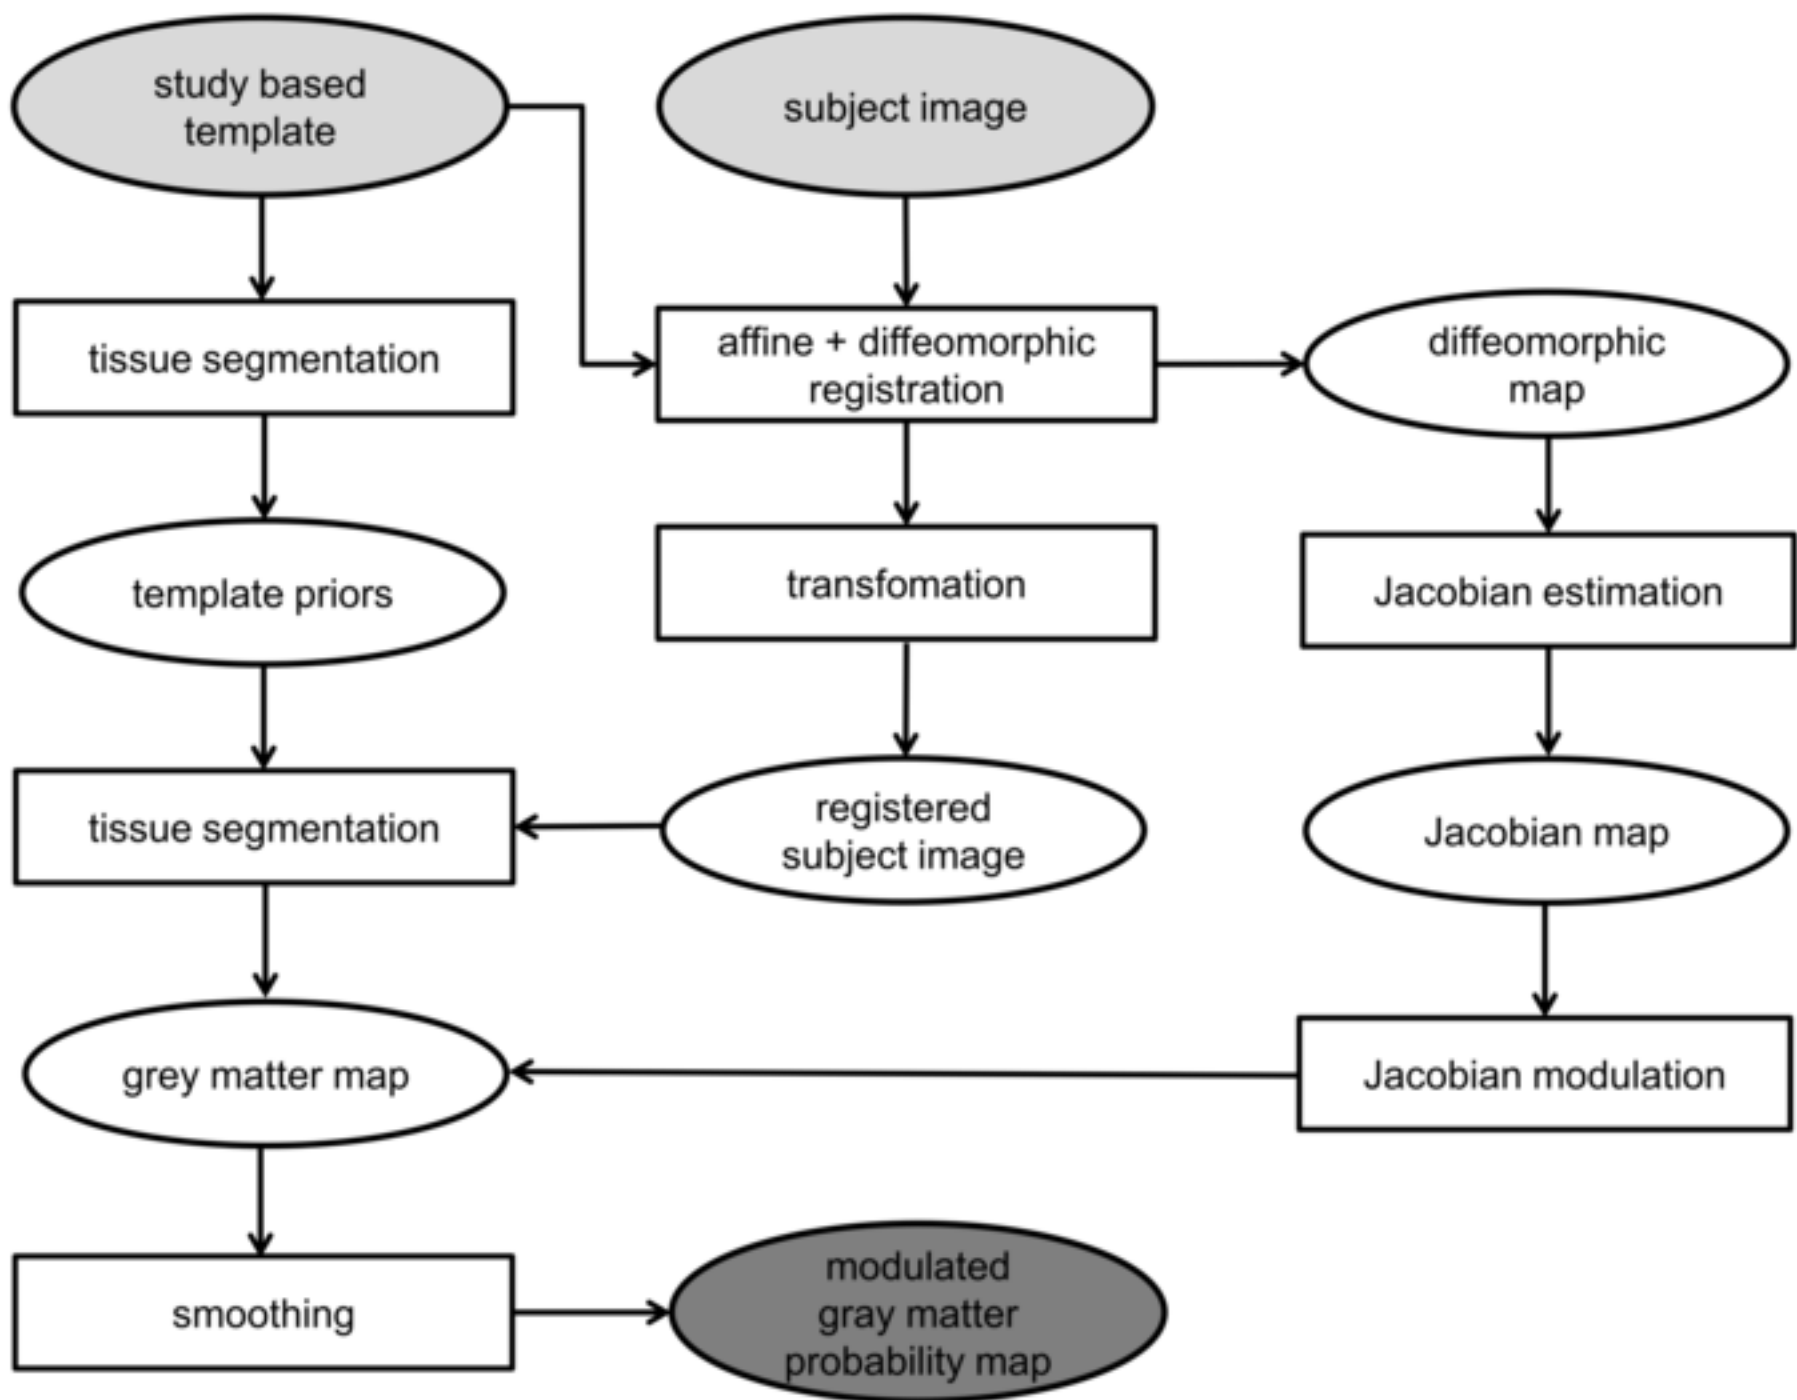 study based
template
subject image
tissue segmentation
affine + diffeomorphic
registration
diffeomorphic
map
template priors
transfomation
Jacobian estimation
tissue segmentation
registered
subject image
Jacobian map
grey matter map
Jacobian modulation
smoothing
modulated
gray matter
probability map